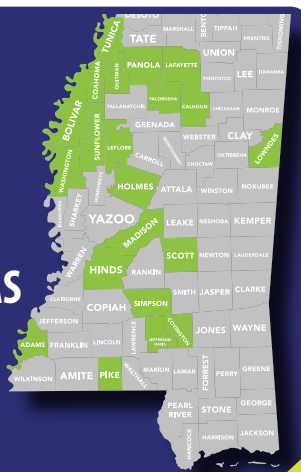 DESOTO
MARSHALL
BENTO
TIPPAH
TISHOMING
TUNICA
TATE
PRENTISS
UNION
COAHOMA
QUITMAN
PANOLA
LAFAYETTE
PONTOTOC
LEE
ITAWAMBA
BOLIVAR
TALLAHATCHIE
YALOBUSHA
CALHOUN
CHICKASAW
MONROE
SUNFLOWER
GRENADA
WEBSTER
CLAY
WASHINGTON
LEFLORE
CARROLL
MONTGOMERY
CHOCTAW
OKTIBBEHA
LOWNDES
HUMPHREYS
HOLMES
ATTALA
WINSTON
NOXUBEE
ISSAQUENA
SHARKEY
YAZOO
MADISON
LEAKE
NESHOBA
KEMPER
WARREN
HINDS
RANKIN
SCOTT
NEWTON
LAUDERDALE
AS
CLAIBORNE
COPIAH
SIMPSON
SMITH
JASPER
CLARKE
JEFFERSON
ADAMS
FRANKLIN
LINCOLN
LAWRENCE
JEFFERSON DAVIS
COVINGTON
JONES
WAYNE
WILKINSON
AMITE
PIKE
WALTHALL
MARION
LAMAR
FORREST
PERRY
GREENE
PEARL
RIVER
STONE
GEORGE
HANCOCK
HARRISON
JACKSON